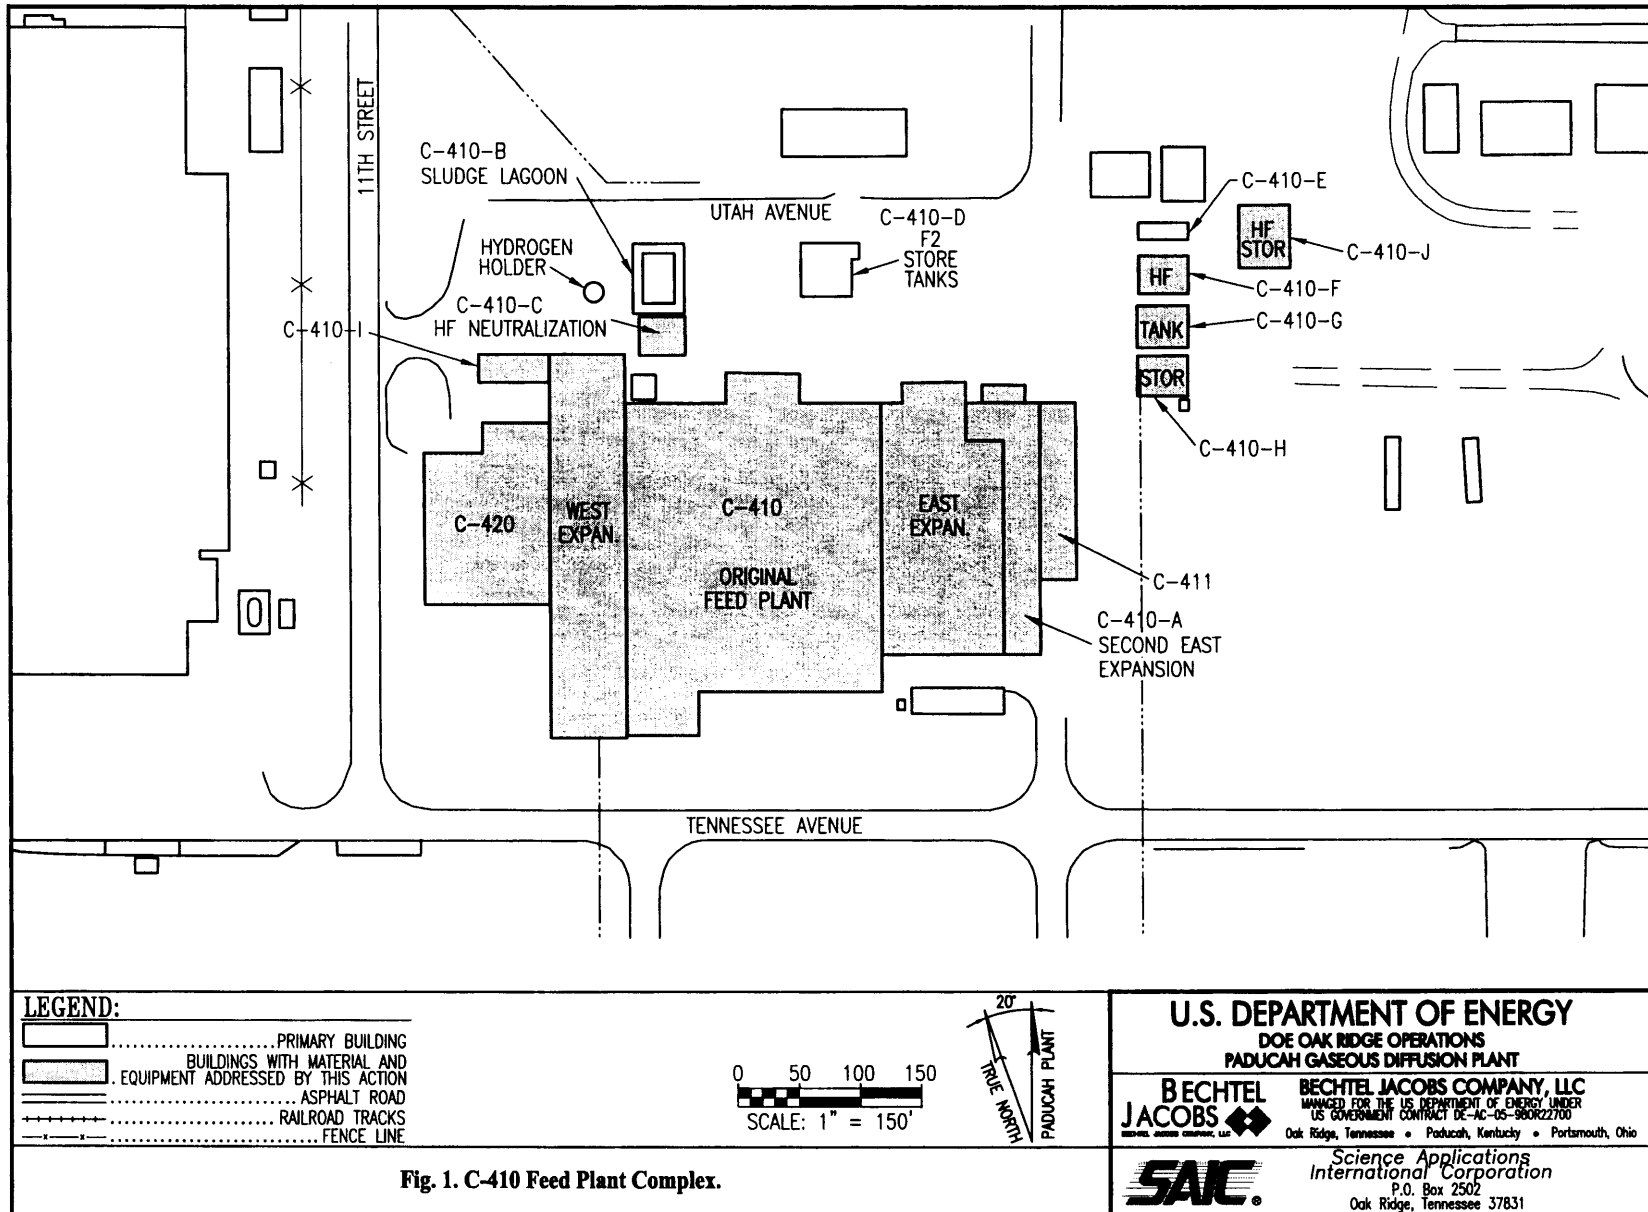 11TH STREET
C-410-B
SLUDGE LAGOON
UTAH AVENUE
HYDROGEN
HOLDER
C-410-C
HF NEUTRALIZATION
C-410-I
C-410-D
F2
STORE
TANKS
C-410-E
HF
STOR
C-410-J
HF
C-410-F
TANK
C-410-G
STOR
C-410-H
C-420
WEST
EXPAN.
C-410
ORIGINAL
FEED PLANT
EAST
EXPAN.
C-411
C-410-A
SECOND EAST
EXPANSION
TENNESSEE AVENUE
LEGEND:
PRIMARY BUILDING
BUILDINGS WITH MATERIAL AND
EQUIPMENT ADDRESSED BY THIS ACTION
ASPHALT ROAD
RAILROAD TRACKS
FENCE LINE
0 50 100 150
SCALE: 1" = 150'
20°
TRUE NORTH
PADUCAH PLANT
Fig. 1. C-410 Feed Plant Complex.
U.S. DEPARTMENT OF ENERGY
DOE OAK RIDGE OPERATIONS
PADUCAH GASEOUS DIFFUSION PLANT
BECHTEL
JACOBS
BECHTEL JACOBS COMPANY, LLC
BECHTEL JACOBS COMPANY, LLC
MANAGED FOR THE US DEPARTMENT OF ENERGY UNDER
US GOVERNMENT CONTRACT DE-AC-05-98OR22700
Oak Ridge, Tennessee • Paducah, Kentucky • Portsmouth, Ohio
SAIC®
Science Applications
International Corporation
P.O. Box 2502
Oak Ridge, Tennessee 37831